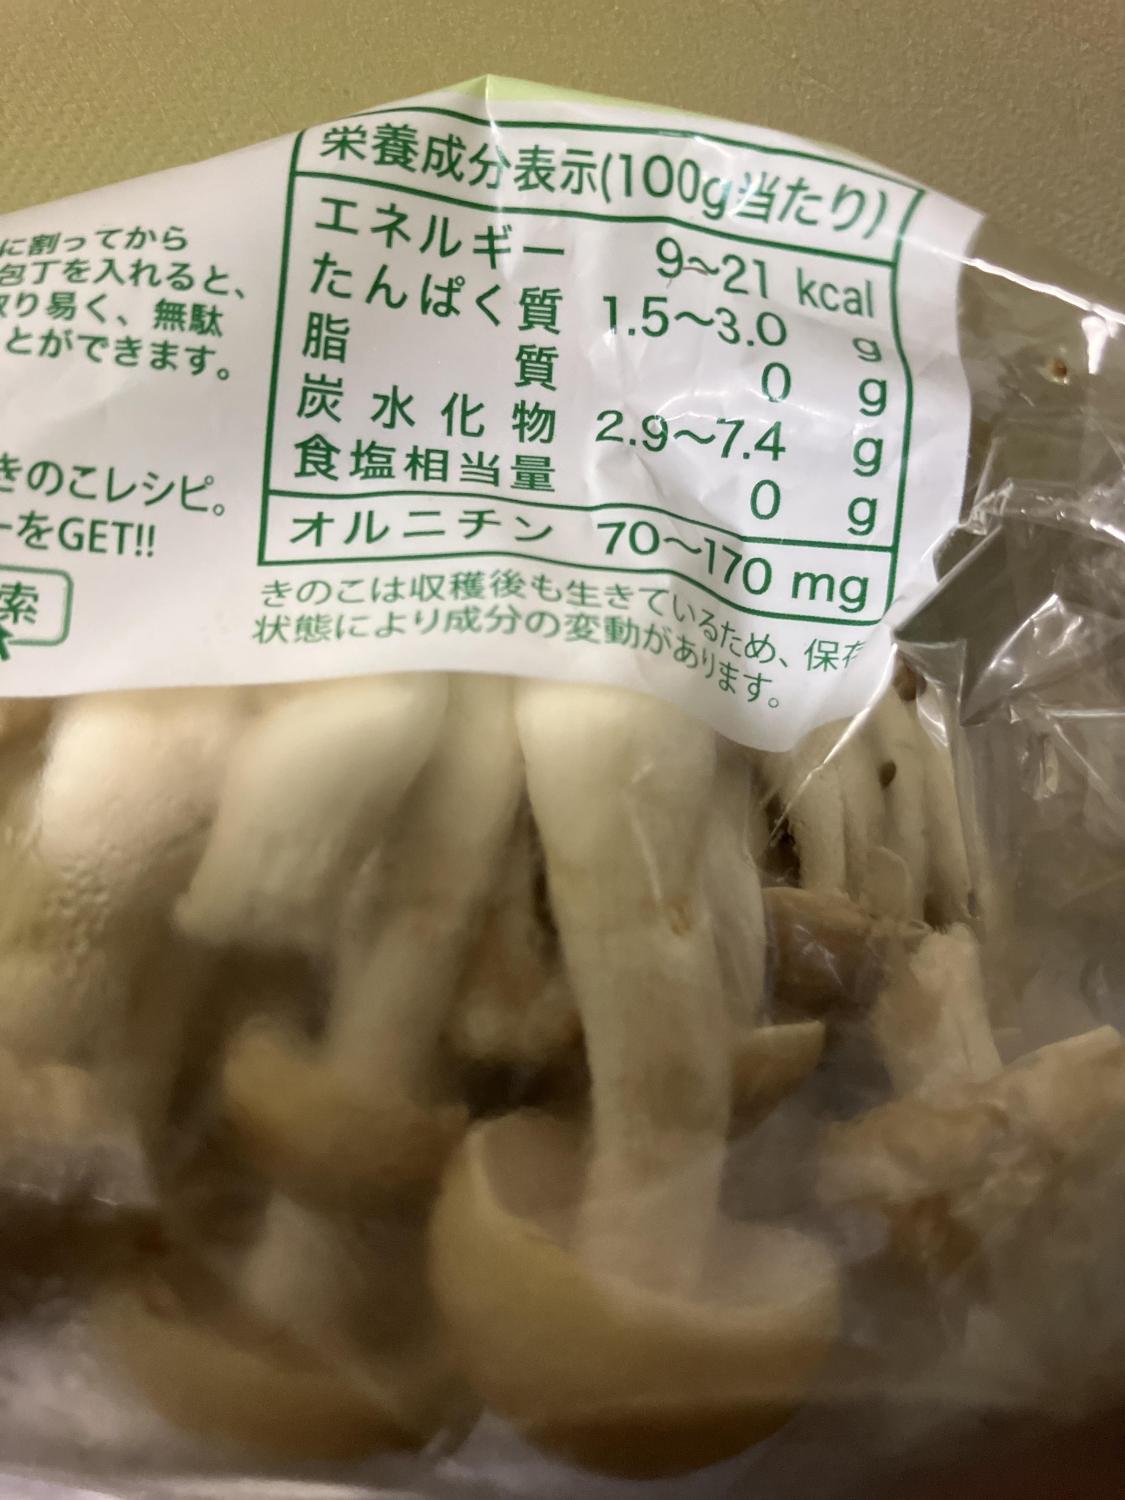 に割ってから
包丁を入れると、
取り易く、無駄
とができます。
きのこレシピ。
ーをGET!!
索
栄養成分表示(100g当たり)
エネルギー 9〜21 kcal
たんぱく質 1.5〜3.0 g
脂質 0 g
炭水化物 2.9〜7.4 g
食塩相当量 0 g
オルニチン 70〜170 mg
きのこは収穫後も生きているため、保存
状態により成分の変動があります。